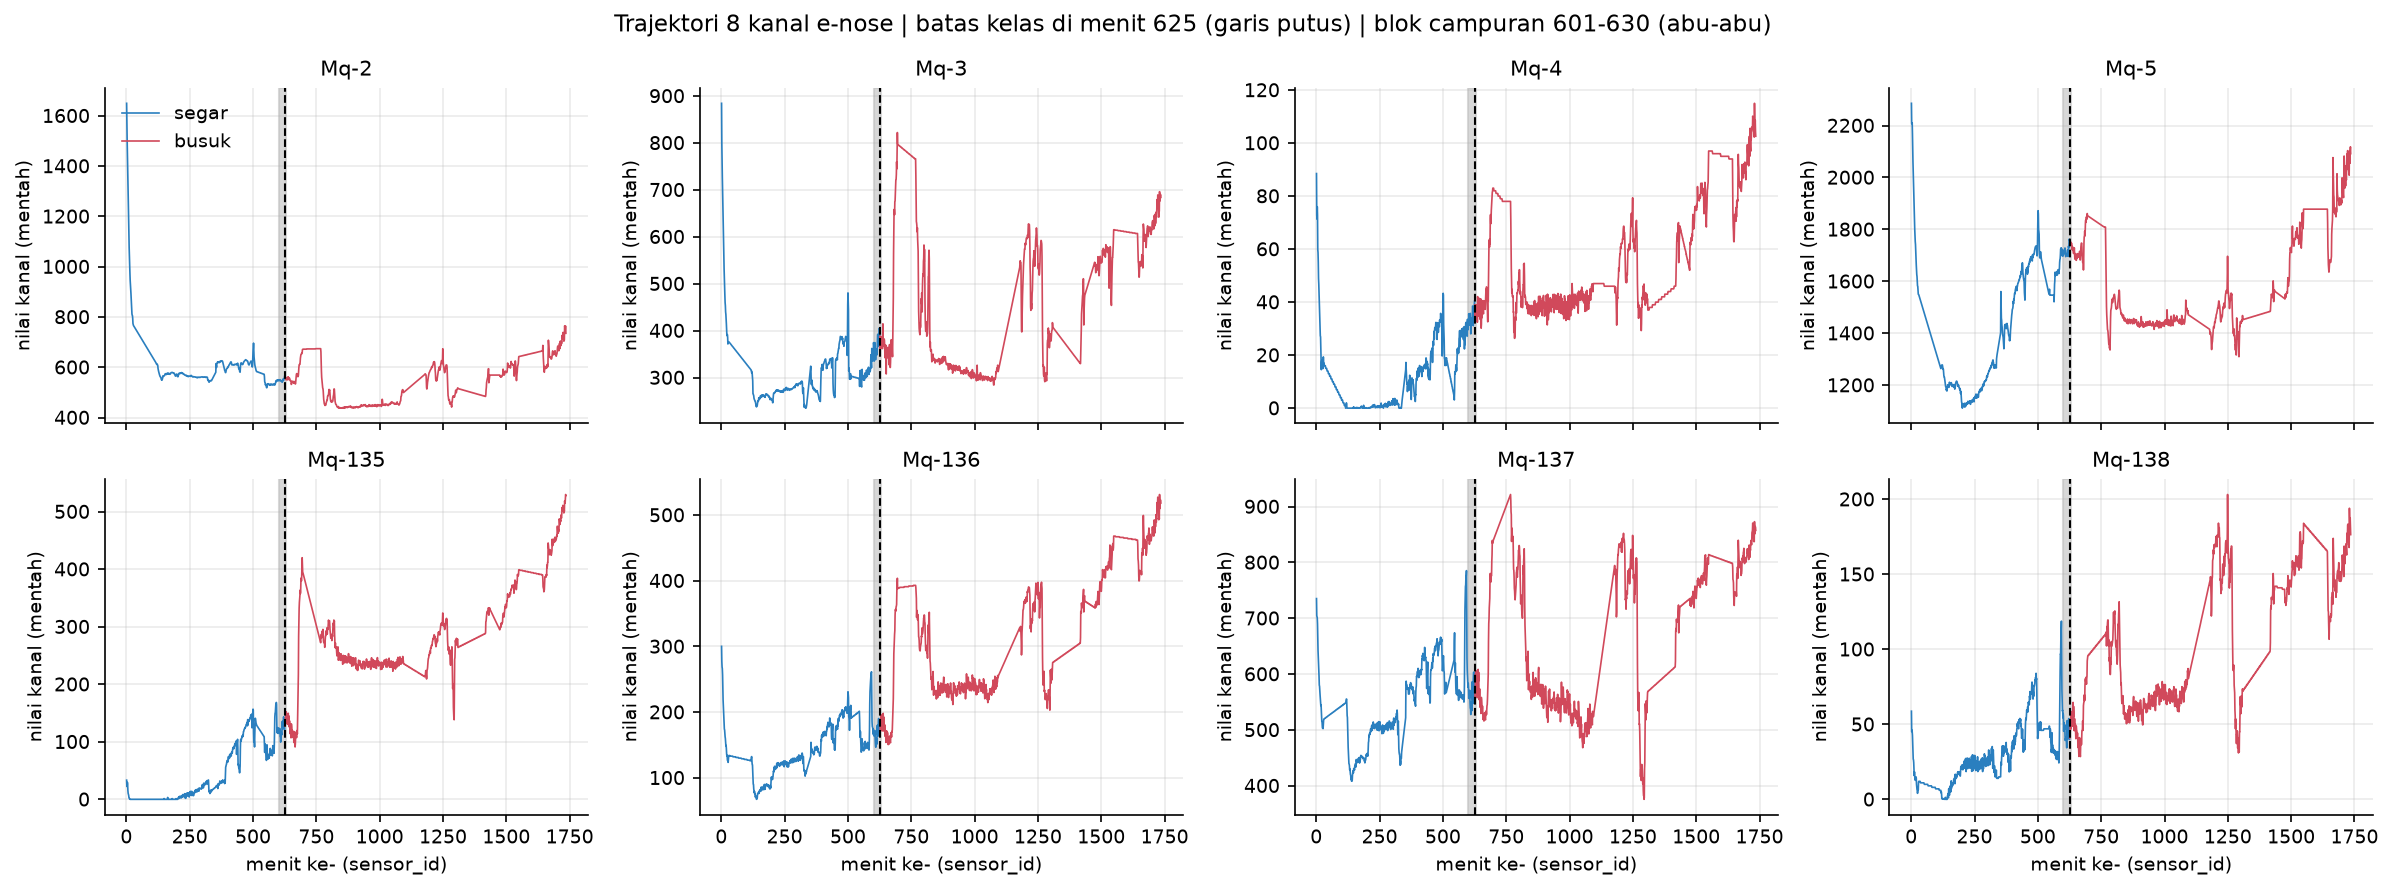 Trajektori 8 kanal e-nose | batas kelas di menit 625 (garis putus) | blok campuran 601-630 (abu-abu)
Mq-2
nilai kanal (mentah)
1600
1400
1200
1000
800
600
400
segar
busuk
Mq-3
nilai kanal (mentah)
900
800
700
600
500
400
300
Mq-4
nilai kanal (mentah)
120
100
80
60
40
20
0
Mq-5
nilai kanal (mentah)
2200
2000
1800
1600
1400
1200
Mq-135
nilai kanal (mentah)
500
400
300
200
100
0
0 250 500 750 1000 1250 1500 1750
menit ke- (sensor_id)
Mq-136
nilai kanal (mentah)
500
400
300
200
100
0 250 500 750 1000 1250 1500 1750
menit ke- (sensor_id)
Mq-137
nilai kanal (mentah)
900
800
700
600
500
400
0 250 500 750 1000 1250 1500 1750
menit ke- (sensor_id)
Mq-138
nilai kanal (mentah)
200
150
100
50
0
0 250 500 750 1000 1250 1500 1750
menit ke- (sensor_id)